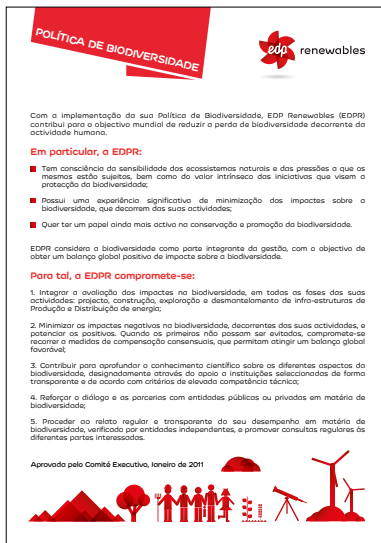 POLÍTICA DE BIODIVERSIDADE
edp renewables
Com a implementação da sua Política de Biodiversidade, EDP Renewables (EDPR)
contribui para o objectivo mundial de reduzir a perda de biodiversidade decorrente da
actividade humana.
Em particular, a EDPR:
Tem consciência da sensibilidade dos ecossistemas naturais e das pressões a que os
mesmos estão sujeitos, bem como do valor intrínseco das iniciativas que visem a
protecção da biodiversidade;
Possui uma experiência significativa de minimização dos impactes sobre a
biodiversidade, que decorrem das suas actividades;
Quer ter um papel ainda mais activo na conservação e promoção da biodiversidade.
EDPR considera a biodiversidade como parte integrante da gestão, com o objectivo de
obter um balanço global positivo de impacte sobre a biodiversidade.
Para tal, a EDPR compromete-se:
1. Integrar a avaliação dos impactes na biodiversidade, em todas as fases das suas
actividades: projecto, construção, exploração e desmantelamento de infra-estruturas de
Produção e Distribuição de energia;
2. Minimizar os impactes negativos na biodiversidade, decorrentes das suas actividades, e
potenciar os positivos. Quando os primeiros não possam ser evitados, compromete-se
recorrer a medidas de compensação consensuais, que permitam atingir um balanço global
favorável;
3. Contribuir para aprofundar o conhecimento científico sobre os diferentes aspectos da
biodiversidade, designadamente através do apoio a instituições seleccionadas de forma
transparente e de acordo com critérios de elevada competência técnica;
4. Reforçar o diálogo e as parcerias com entidades públicas ou privadas em matéria de
biodiversidade;
5. Proceder ao relato regular e transparente do seu desempenho em matéria de
biodiversidade, verificado por entidades independentes, e promover consultas regulares às
diferentes partes interessadas.
Aprovada pelo Comité Executivo, Janeiro de 2011